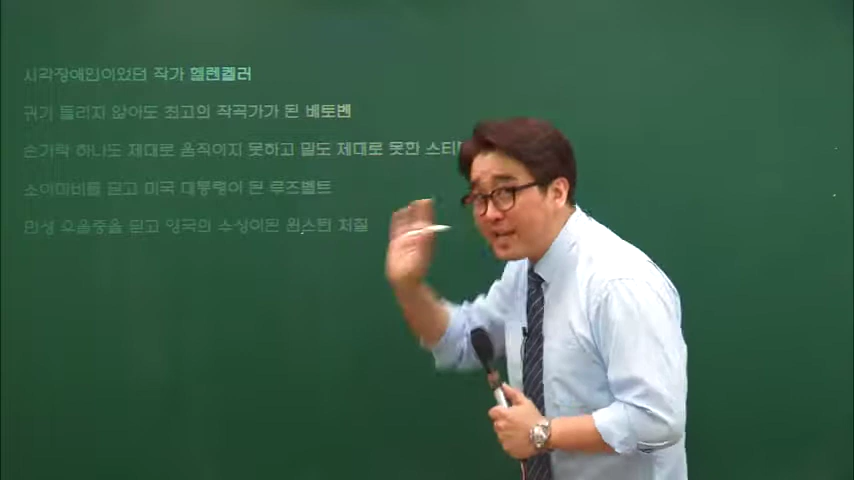 시각장애인이었던 작가 헬렌켈러
귀가 들리지 않아도 최고의 작곡가가 된 베토벤
손가락 하나도 제대로 움직이지 못하고 말도 제대로 못한 스티
소아마비를 딛고 미국 대통령이 된 루즈벨트
만성 우울증을 딛고 영국의 수상이된 윈스턴 처칠